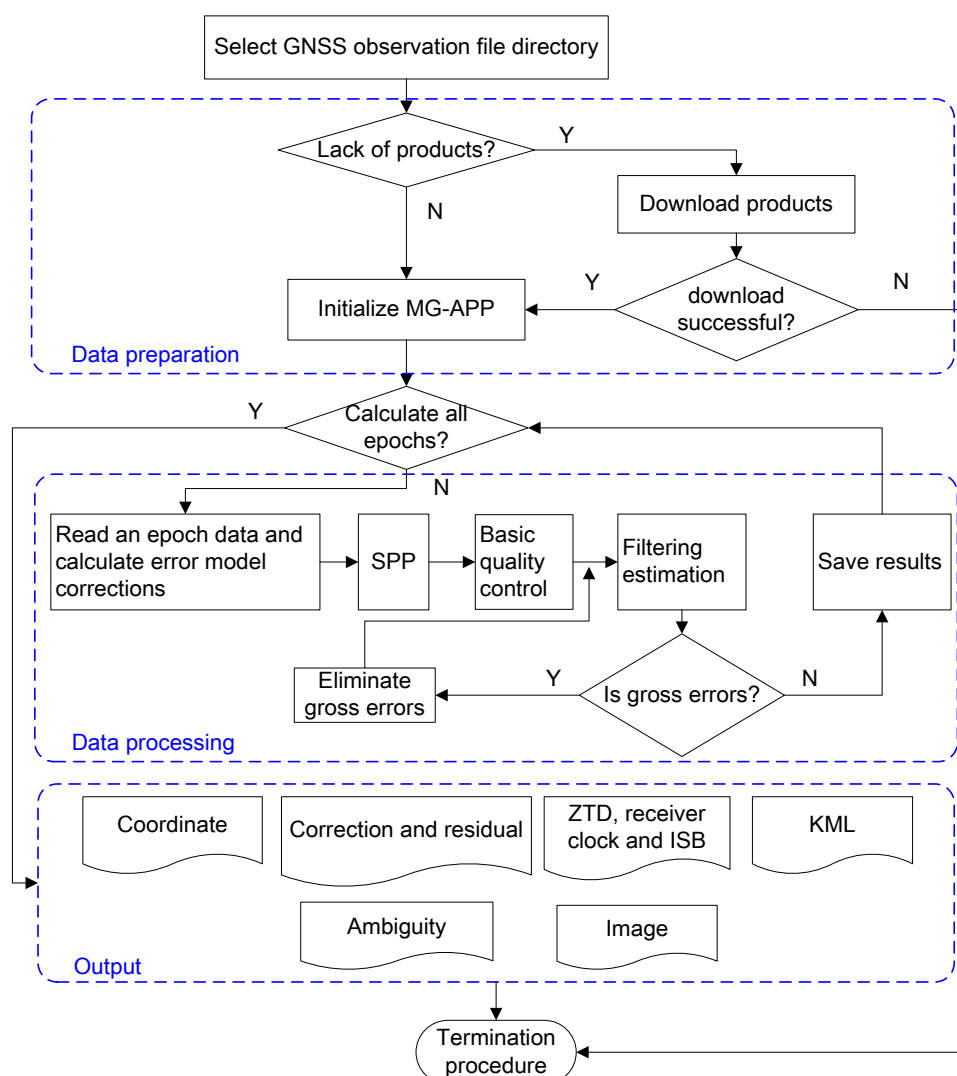 Select GNSS observation file directory
Lack of products?
Y
N
Download products
Initialize MG-APP
Y
download
successful?
N
Data preparation
Y
Calculate all
epochs?
N
Read an epoch data and
calculate error model
corrections
SPP
Basic
quality
control
Filtering
estimation
Save results
Eliminate
gross errors
Y
Is gross errors?
N
Data processing
Coordinate
Correction and residual
ZTD, receiver
clock and ISB
KML
Ambiguity
Image
Output
Termination
procedure